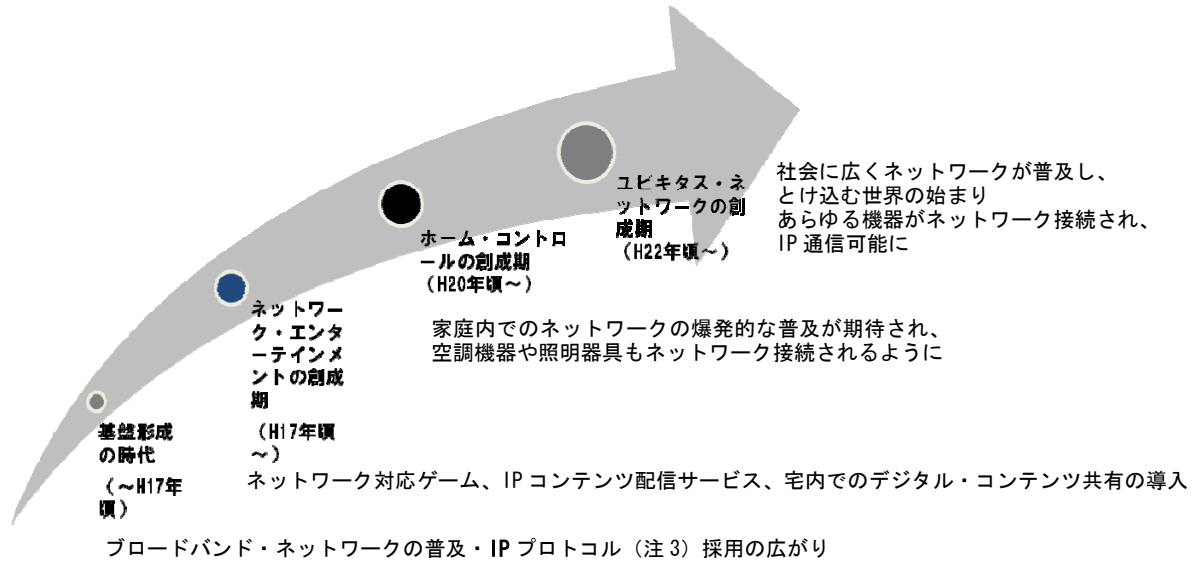 ユビキタス・ネ
ットワークの創
成期
（H22年頃～）
社会に広くネットワークが普及し、
とけ込む世界の始まり
あらゆる機器がネットワーク接続され、
IP 通信可能に
ホーム・コントロ
ールの創成期
（H20年頃～）
家庭内でのネットワークの爆発的な普及が期待され、
空調機器や照明器具もネットワーク接続されるように
ネットワー
ク・エンタ
ーテインメ
ントの創成
期
（H17年頃
～）
ネットワーク対応ゲーム、IP コンテンツ配信サービス、宅内でのデジタル・コンテンツ共有の導入
基盤形成
の時代
（～H17年
頃）
ブロードバンド・ネットワークの普及・IP プロトコル（注 3）採用の広がり